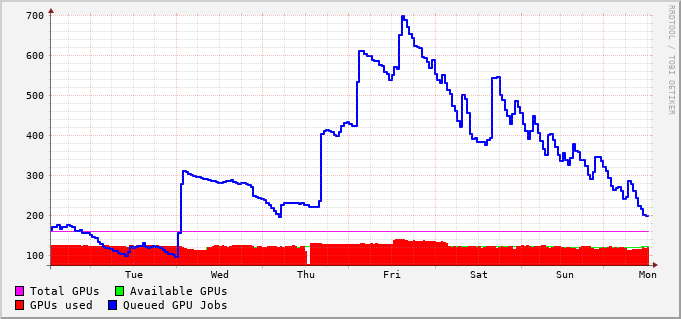 700
600
500
400
300
200
100
Tue Wed Thu Fri Sat Sun Mon
Total GPUs Available GPUs
GPUs used Queued GPU Jobs
RRDTOOL / TOBI OETIKER